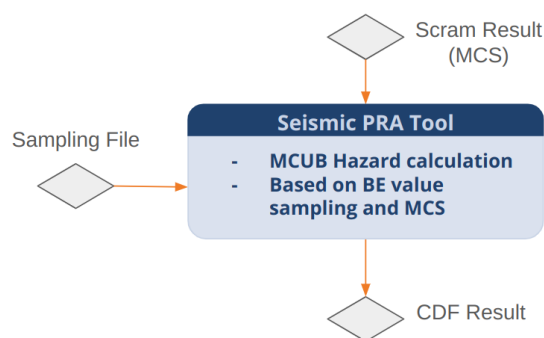 Scram Result
(MCS)
Sampling File
Seismic PRA Tool
- MCUB Hazard calculation
- Based on BE value
sampling and MCS
CDF Result